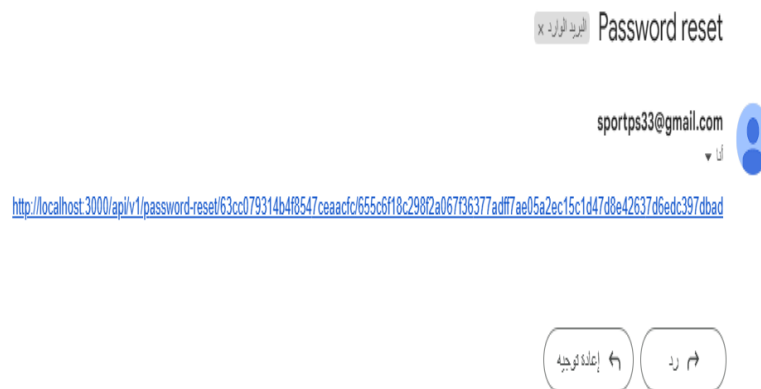 Password reset البريد الوارد ×
sportps33@gmail.com
أنا
http://localhost:3000/api/v1/password-reset/63cc079314b4f8547ceaacfc/655c6f18c298f2a067f36377adff7ae05a2ec15c1d47d8e42637d6edc397dbad
رد
إعادة توجيه